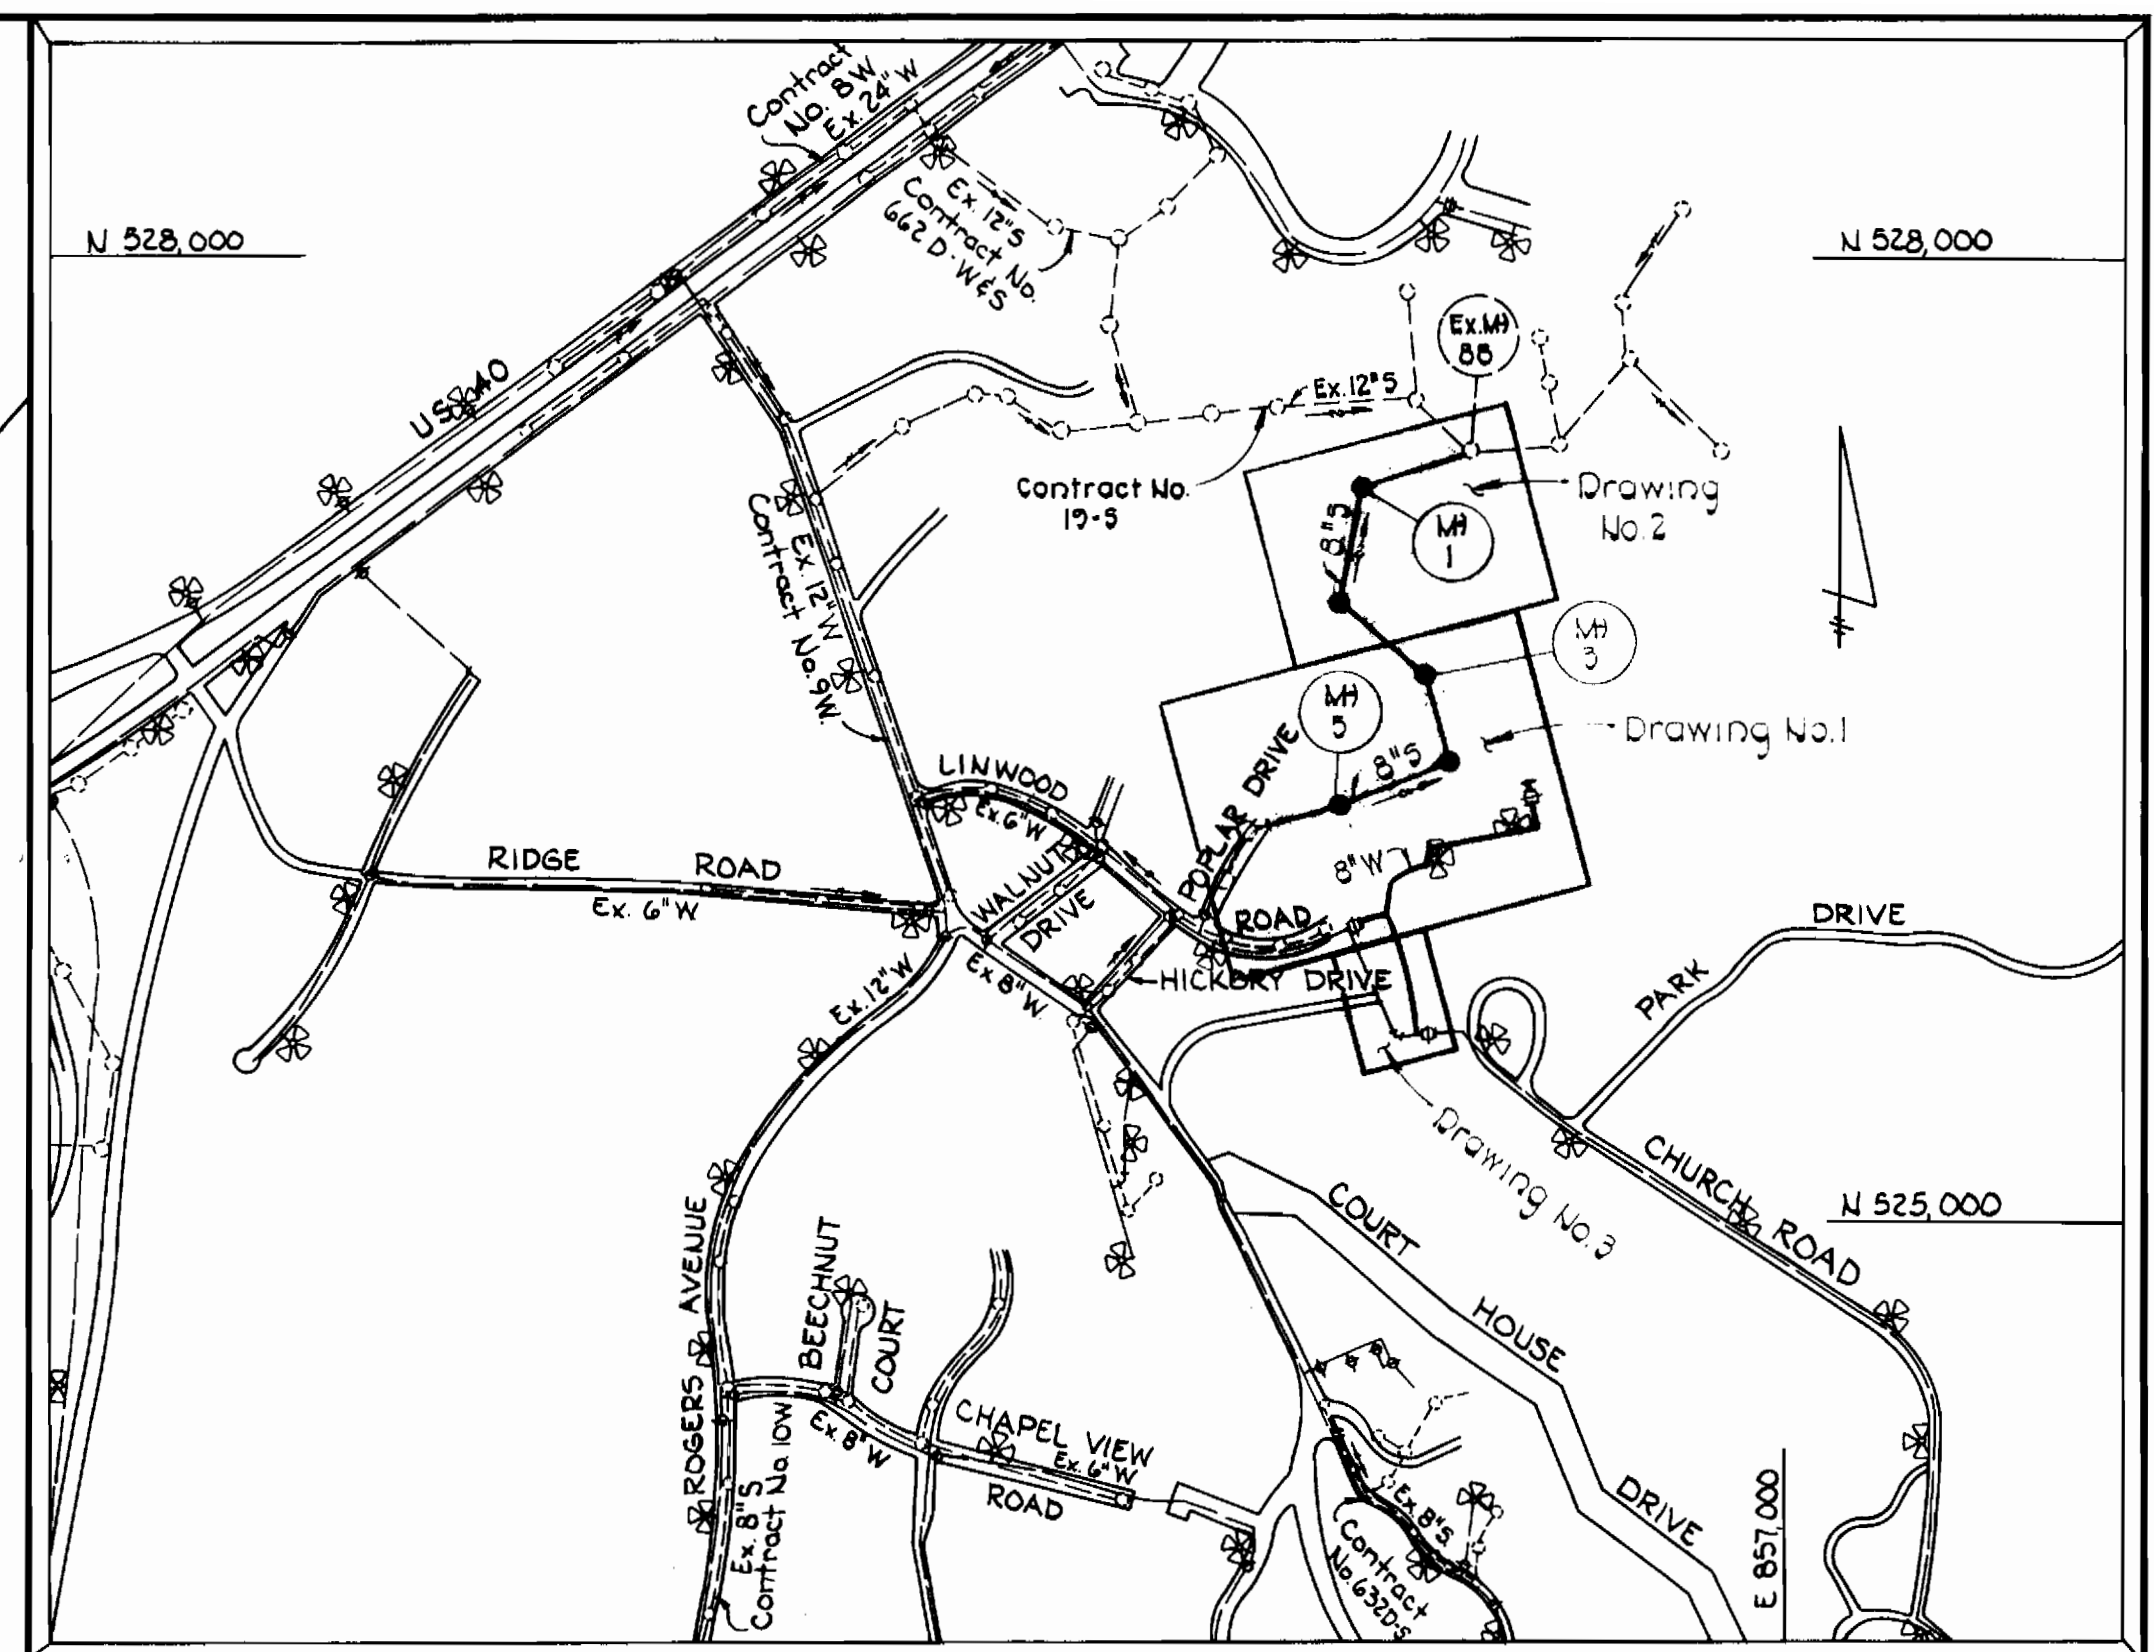 Contract
No. 8W
Ex. 24"W
N 528,000
N 528,000
Ex. 12"S
Contract No.
662 D-W&S
US 40
Ex. MH
88
Ex. 12"S
Contract No.
19-S
Drawing
No. 2
MH
1
8"S
Ex. 12"W
Contract No. 9W.
MH
3
MH
5
Drawing No. 1
8"S
LINWOOD
Ex. 6"W
POPLAR DRIVE
8"W
RIDGE ROAD
Ex. 6"W
WALNUT
DRIVE
ROAD
DRIVE
PARK
HICKORY DRIVE
Ex 8"W
Ex. 12"W
Drawing No. 3
CHURCH ROAD
N 525,000
COURT
HOUSE
DRIVE
ROGERS AVENUE
BEECHNUT
COURT
CHAPEL VIEW
Ex. 6"W
ROAD
Ex. 8"W
Ex. 8"S
Contract No 10W
Ex. 8"S
Contract
No. 632D-S
E 857,000